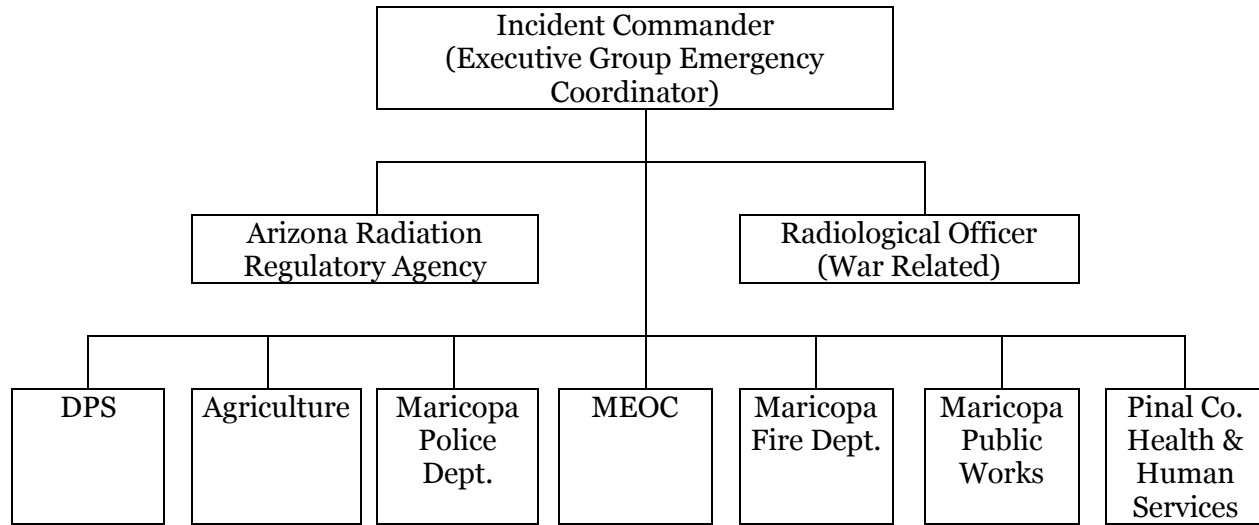 Incident Commander
(Executive Group Emergency
Coordinator)
Arizona Radiation
Regulatory Agency
Radiological Officer
(War Related)
DPS
Agriculture
Maricopa
Police
Dept.
MEOC
Maricopa
Fire Dept.
Maricopa
Public
Works
Pinal Co.
Health &
Human
Services